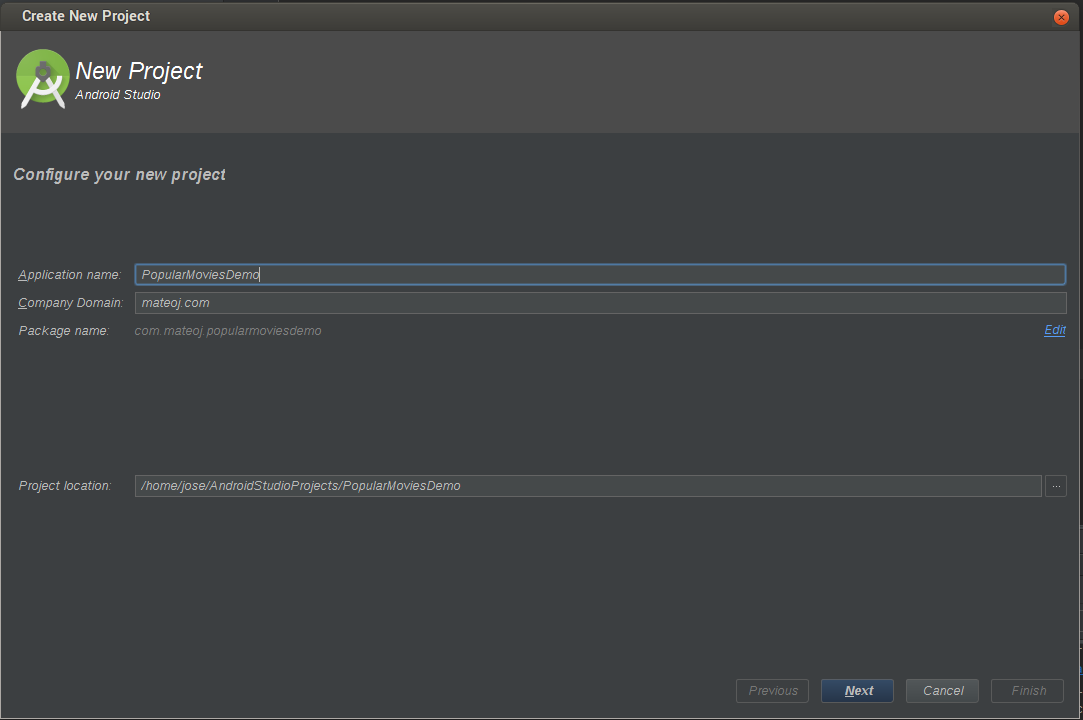 Create New Project
New Project
Android Studio
Configure your new project
Application name: PopularMoviesDemo
Company Domain: mateoj.com
Package name: com.mateoj.popularmoviesdemo Edit
Project location: /home/jose/AndroidStudioProjects/PopularMoviesDemo ...
Previous Next Cancel Finish